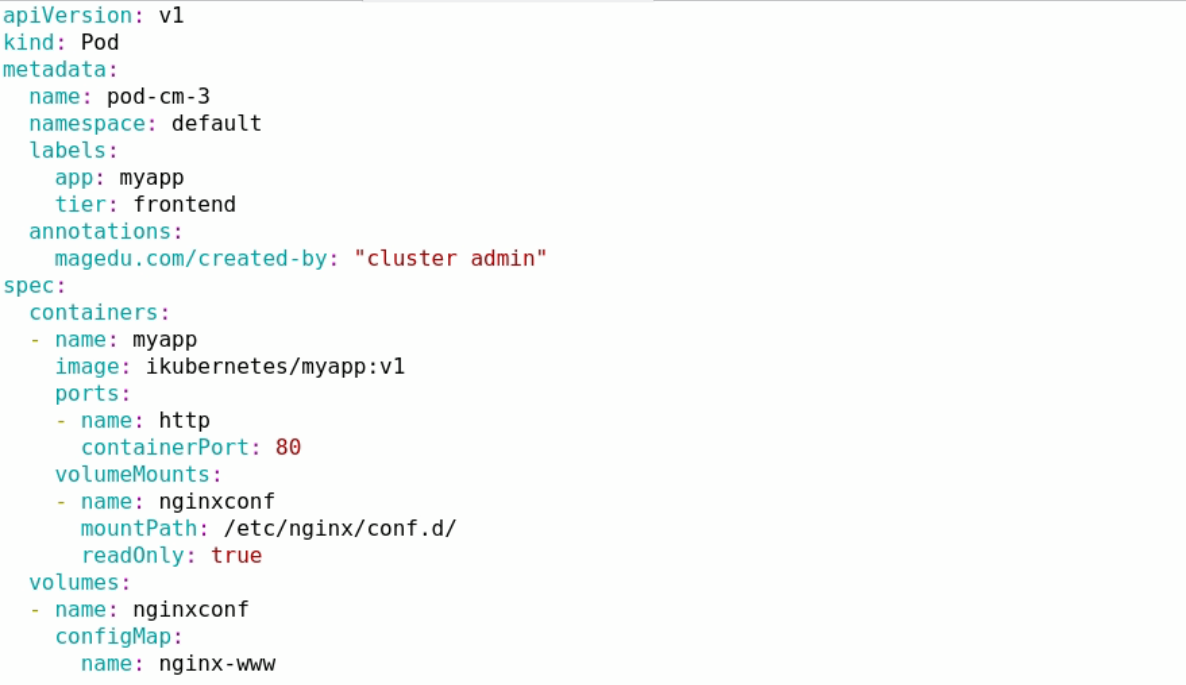 apiVersion: v1
kind: Pod
metadata:
  name: pod-cm-3
  namespace: default
  labels:
    app: myapp
    tier: frontend
  annotations:
    magedu.com/created-by: "cluster admin"
spec:
  containers:
  - name: myapp
    image: ikubernetes/myapp:v1
    ports:
    - name: http
      containerPort: 80
    volumeMounts:
    - name: nginxconf
      mountPath: /etc/nginx/conf.d/
      readOnly: true
  volumes:
  - name: nginxconf
    configMap:
      name: nginx-www